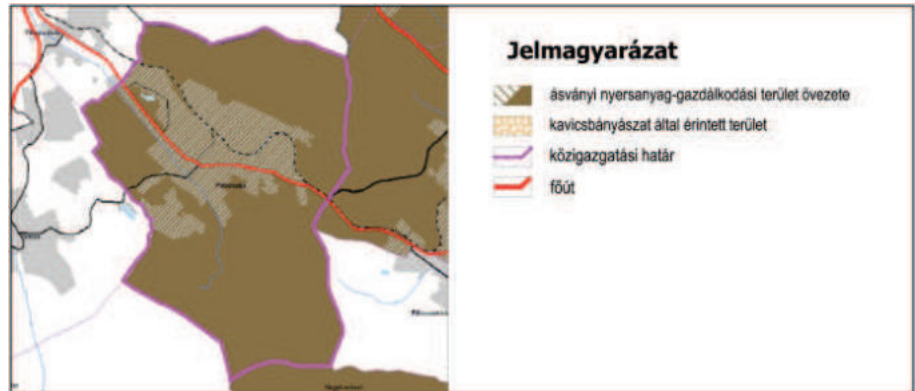 Jelmagyarázat
ásványi nyersanyag-gazdálkodási terület övezete
kavicsbányászat által érintett terület
közigazgatási határ
főút